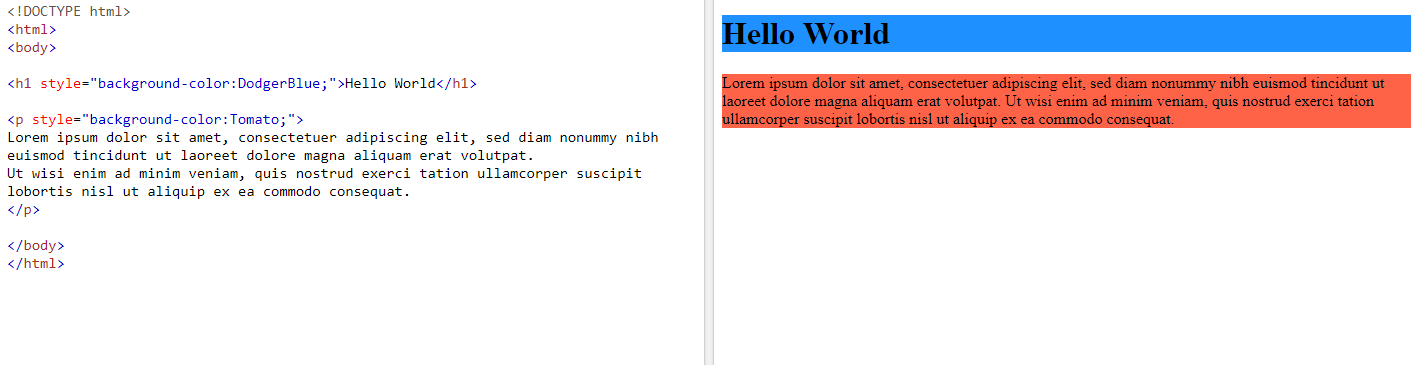 <!DOCTYPE html>
<html>
<body>
<h1 style="background-color:DodgerBlue;">Hello World</h1>
<p style="background-color:Tomato;">
Lorem ipsum dolor sit amet, consectetuer adipiscing elit, sed diam nonummy nibh
euismod tincidunt ut laoreet dolore magna aliquam erat volutpat.
Ut wisi enim ad minim veniam, quis nostrud exerci tation ullamcorper suscipit
lobortis nisl ut aliquip ex ea commodo consequat.
</p>
</body>
</html>
Hello World
Lorem ipsum dolor sit amet, consectetuer adipiscing elit, sed diam nonummy nibh euismod tincidunt ut
laoreet dolore magna aliquam erat volutpat. Ut wisi enim ad minim veniam, quis nostrud exerci tation
ullamcorper suscipit lobortis nisl ut aliquip ex ea commodo consequat.